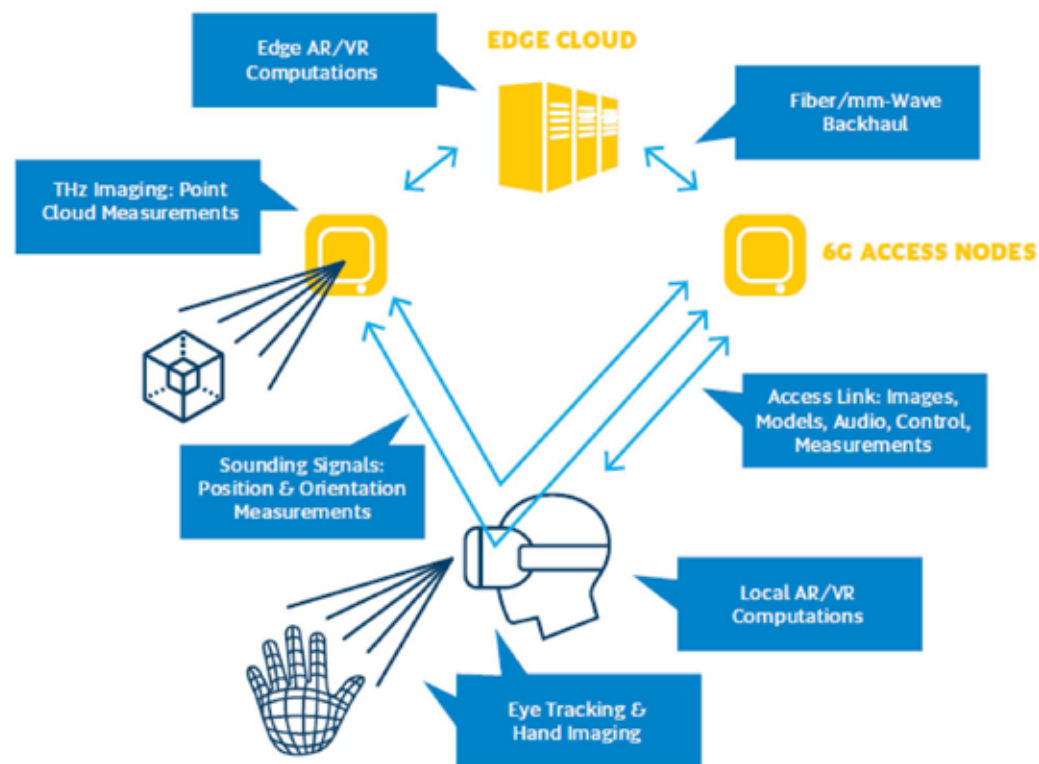 EDGE CLOUD
Edge AR/VR
Computations
Fiber/mm-Wave
Backhaul
THz Imaging: Point
Cloud Measurements
6G ACCESS NODES
Access Link: Images,
Models, Audio, Control,
Measurements
Sounding Signals:
Position & Orientation
Measurements
Local AR/VR
Computations
Eye Tracking &
Hand Imaging